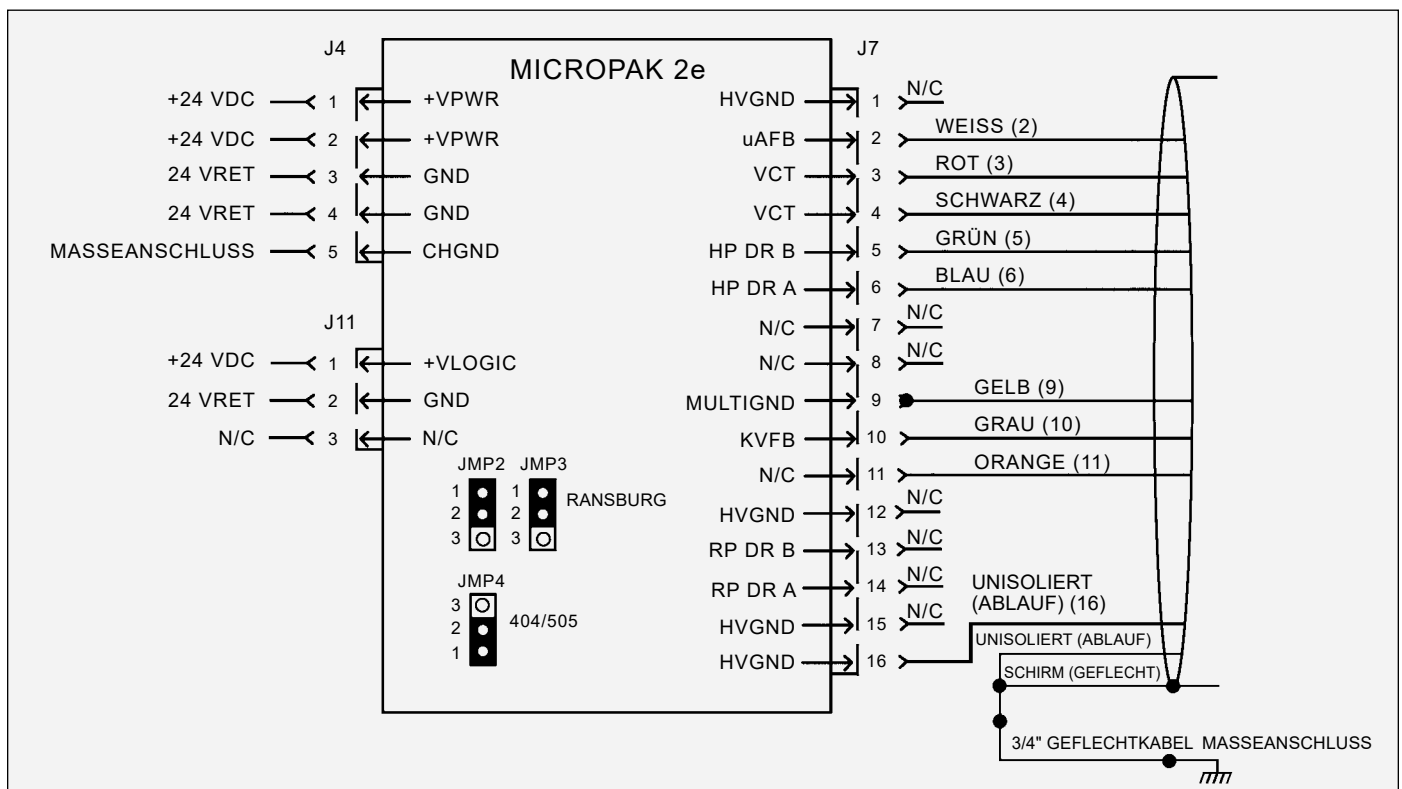 J4
MICROPAK 2e
J7
+24 VDC 1 +VPWR
+24 VDC 2 +VPWR
24 VRET 3 GND
24 VRET 4 GND
MASSEANSCHLUSS 5 CHGND
J11
+24 VDC 1 +VLOGIC
24 VRET 2 GND
N/C 3 N/C
JMP2
1
2
3
JMP3
1
2
3
RANSBURG
JMP4
3
2
1
404/505
HVGND 1 N/C
uAFB 2 WEISS (2)
VCT 3 ROT (3)
VCT 4 SCHWARZ (4)
HP DR B 5 GRÜN (5)
HP DR A 6 BLAU (6)
N/C 7 N/C
N/C 8 N/C
MULTIGND 9 GELB (9)
KVFB 10 GRAU (10)
N/C 11 ORANGE (11)
HVGND 12 N/C
RP DR B 13 N/C
RP DR A 14 N/C
HVGND 15 N/C
HVGND 16
UNISOLIERT
(ABLAUF) (16)
UNISOLIERT (ABLAUF)
SCHIRM (GEFLECHT)
3/4" GEFLECHTKABEL MASSEANSCHLUSS